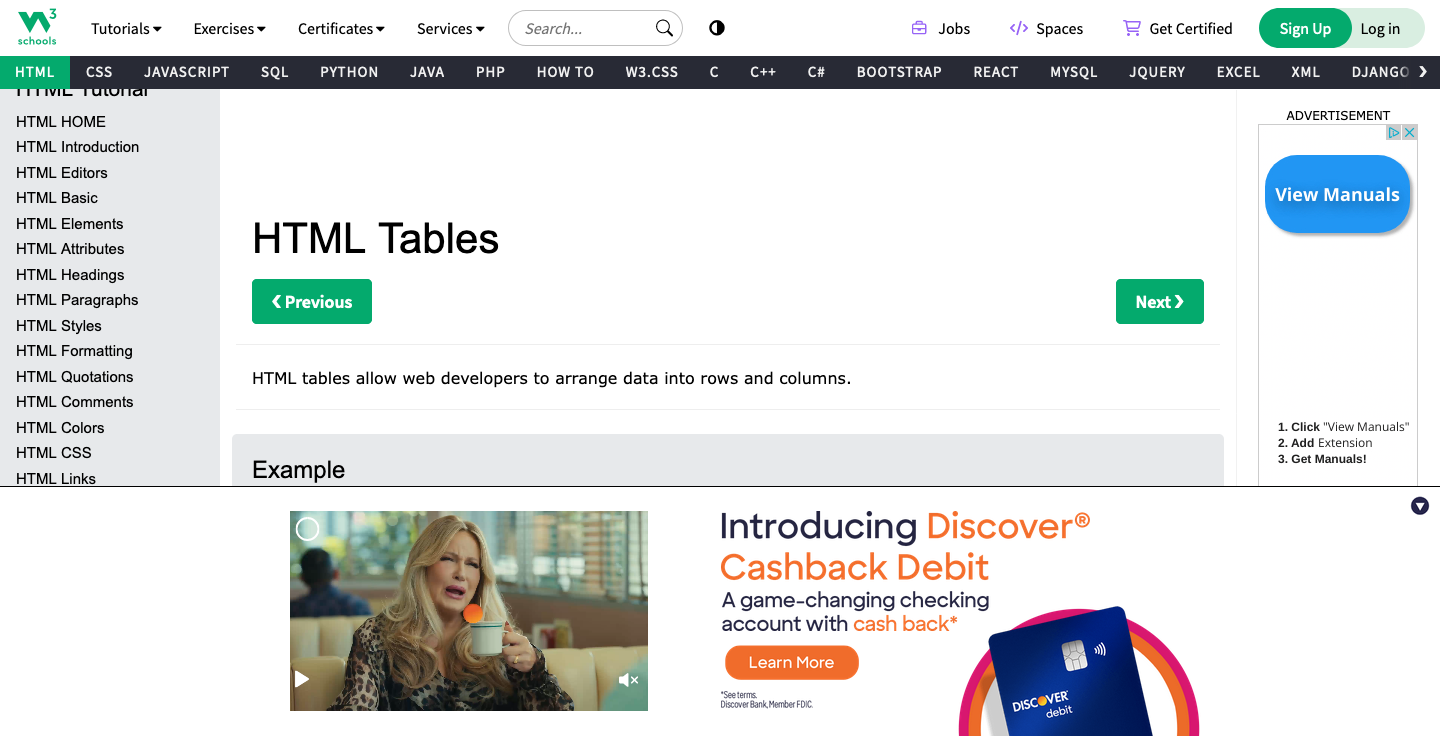 3
schools
Tutorials
Exercises
Certificates
Services
Search...
Jobs
Spaces
Get Certified
Sign Up
Log in
HTML
CSS
JAVASCRIPT
SQL
PYTHON
JAVA
PHP
HOW TO
W3.CSS
C
C++
C#
BOOTSTRAP
REACT
MYSQL
JQUERY
EXCEL
XML
DJANGO
❯
HTML Tutorial
HTML HOME
HTML Introduction
HTML Editors
HTML Basic
HTML Elements
HTML Attributes
HTML Headings
HTML Paragraphs
HTML Styles
HTML Formatting
HTML Quotations
HTML Comments
HTML Colors
HTML CSS
HTML Links
HTML Tables
❮ Previous
Next ❯
HTML tables allow web developers to arrange data into rows and columns.
Example
ADVERTISEMENT
View Manuals
1. Click "View Manuals"
2. Add Extension
3. Get Manuals!
Introducing Discover®
Cashback Debit
A game-changing checking
account with cash back*
Learn More
*See terms.
Discover Bank, Member FDIC.
DISCOVER
debit